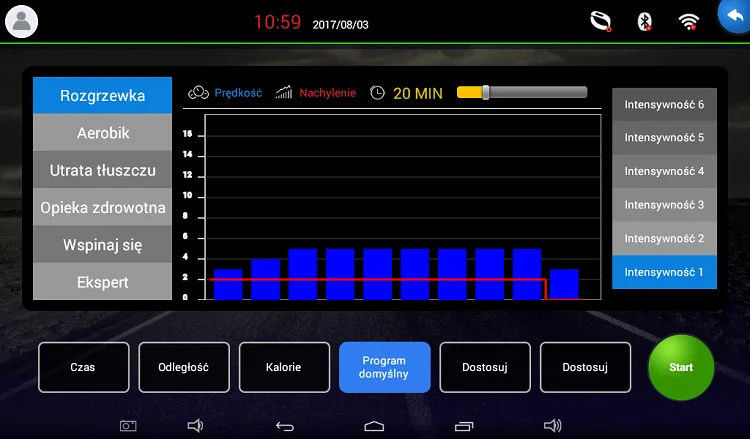 10:59 2017/08/03
Rozgrzewka
Aerobik
Utrata tłuszczu
Opieka zdrowotna
Wspinaj się
Ekspert
Prędkość Nachylenie 20 MIN
16
14
12
10
8
6
4
2
0
Intensywność 6
Intensywność 5
Intensywność 4
Intensywność 3
Intensywność 2
Intensywność 1
Czas
Odległość
Kalorie
Program
domyślny
Dostosuj
Dostosuj
Start